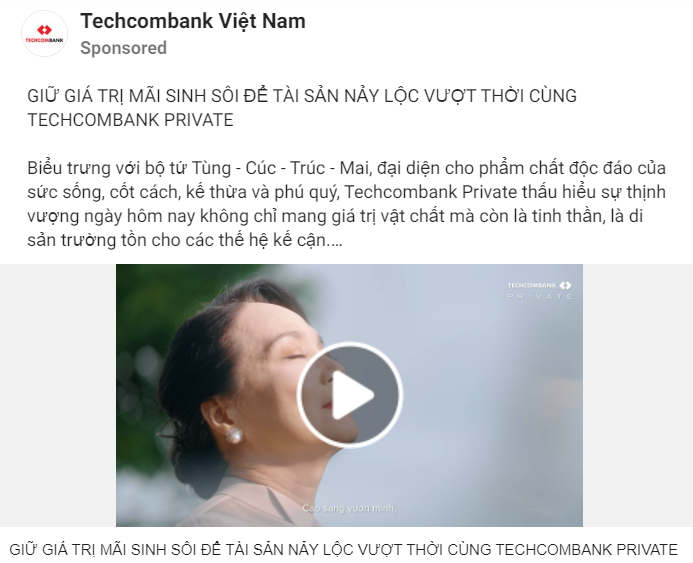 Techcombank Việt Nam
TECHCOMBANK
Sponsored
GIỮ GIÁ TRỊ MÃI SINH SÔI ĐỂ TÀI SẢN NẢY LỘC VƯỢT THỜI CÙNG
TECHCOMBANK PRIVATE
Biểu trưng với bộ tứ Tùng - Cúc - Trúc - Mai, đại diện cho phẩm chất độc đáo của
sức sống, cốt cách, kế thừa và phú quý, Techcombank Private thấu hiểu sự thịnh
vượng ngày hôm nay không chỉ mang giá trị vật chất mà còn là tinh thần, là di
sản trường tồn cho các thế hệ kế cận....
TECHCOMBANK
PRIVATE
Cao sang vươn mình,
GIỮ GIÁ TRỊ MÃI SINH SÔI ĐỂ TÀI SẢN NẢY LỘC VƯỢT THỜI CÙNG TECHCOMBANK PRIVATE